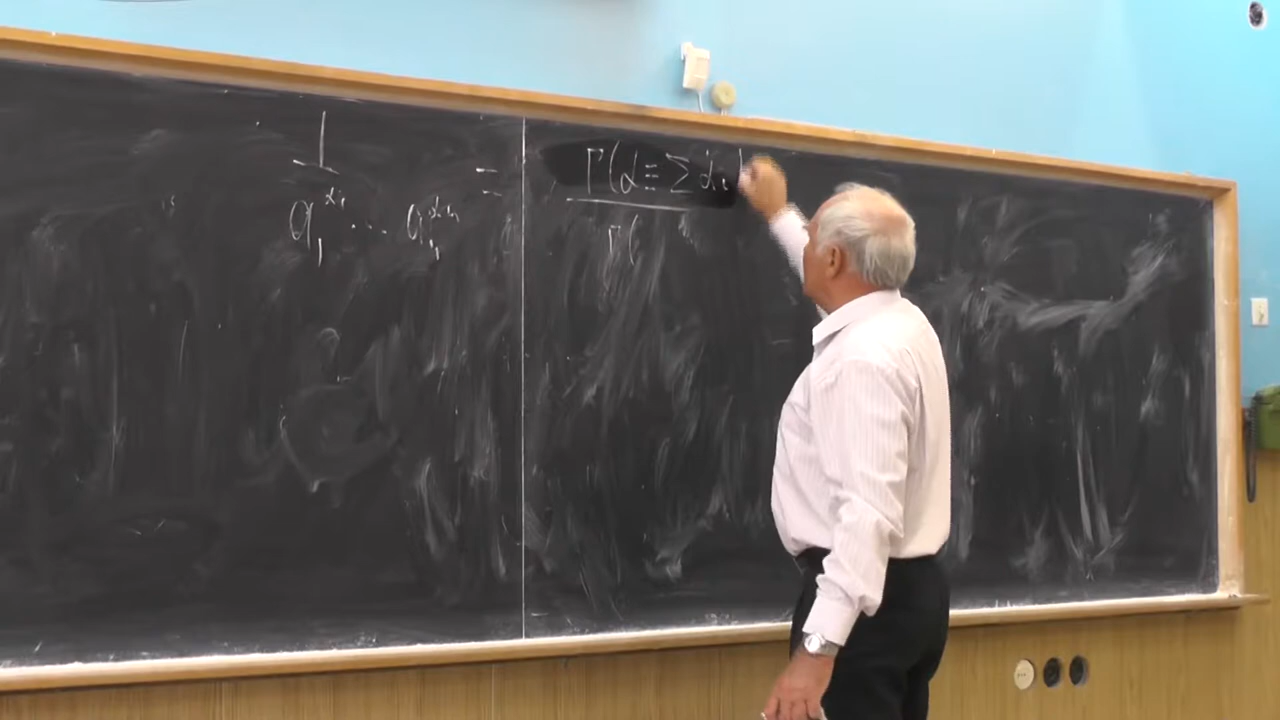 1 / (a₁^α₁ ... aₙ^αₙ) = Γ(α ≡ Σ αᵢ) / Γ(